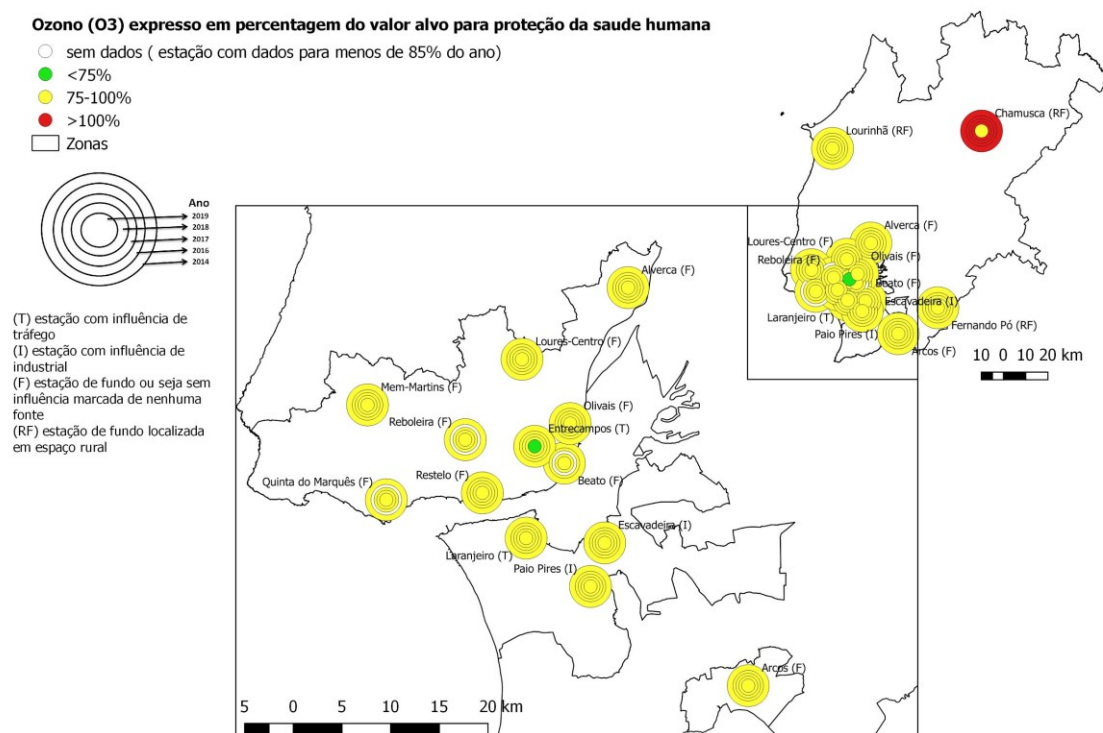 Ozono (O3) expresso em percentagem do valor alvo para proteção da saude humana
sem dados ( estação com dados para menos de 85% do ano)
<75%
75-100%
>100%
Zonas
Ano
2019
2018
2017
2016
2014
(T) estação com influência de
tráfego
(I) estação com influência de
industrial
(F) estação de fundo ou seja sem
influência marcada de nenhuma
fonte
(RF) estação de fundo localizada
em espaço rural
Chamusca (RF)
Lourinhã (RF)
Alverca (F)
Loures-Centro (F)
Olivais (F)
Reboleira (F)
Beato (F)
Escavadeira (I)
Laranjeiro (T)
Fernando Pó (RF)
Paio Pires (I)
Arcos (F)
10 0 10 20 km
Alverca (F)
Loures-Centro (F)
Mem-Martins (F)
Olivais (F)
Reboleira (F)
Entrecampos (T)
Restelo (F)
Beato (F)
Quinta do Marquês (F)
Escavadeira (I)
Laranjeiro (T)
Paio Pires (I)
Arcos (F)
5 0 5 10 15 20 km